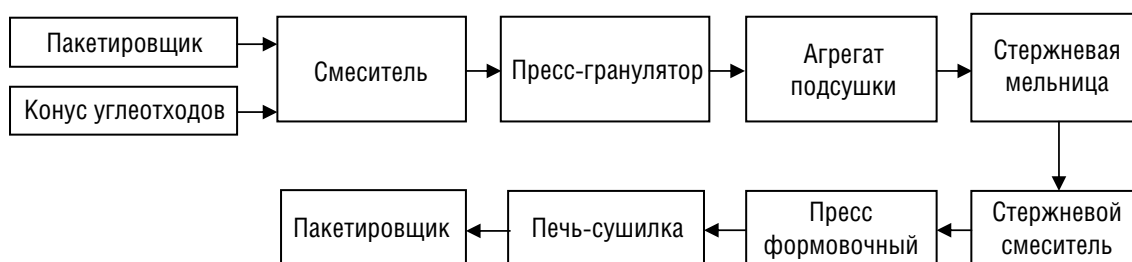 Пакетировщик
Конус углеотходов
Смеситель
Пресс-гранулятор
Агрегат
подсушки
Стержневая
мельница
Пакетировщик
Печь-сушилка
Пресс
формовочный
Стержневой
смеситель